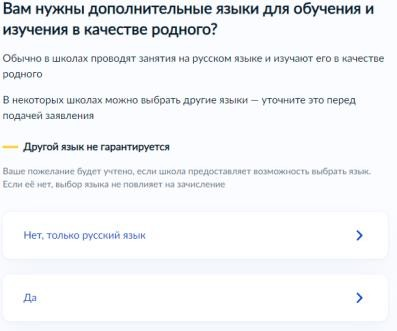 Вам нужны дополнительные языки для обучения и
изучения в качестве родного?
Обычно в школах проводят занятия на русском языке и изучают его в качестве
родного
В некоторых школах можно выбрать другие языки — уточните это перед
подачей заявления
Другой язык не гарантируется
Ваше пожелание будет учтено, если школа предоставляет возможность выбрать язык.
Если её нет, выбор языка не повлияет на зачисление
Нет, только русский язык
Да